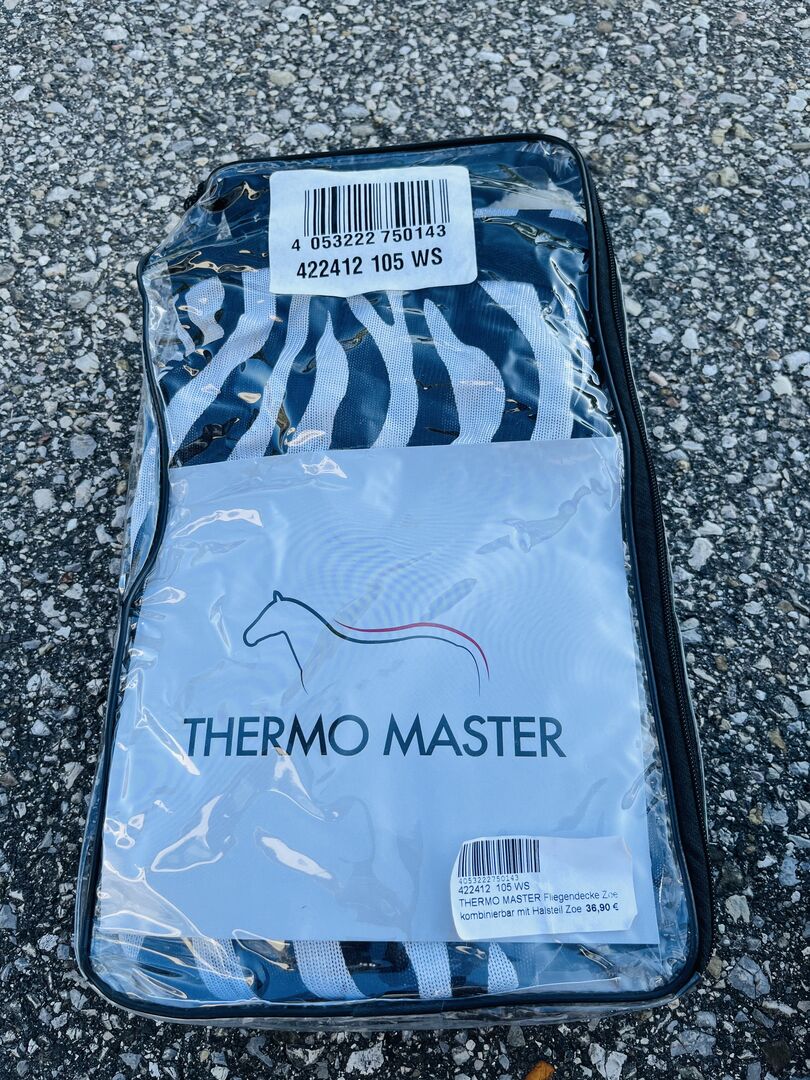 4 053222 750143
422412 105 WS
THERMO MASTER
4053222750143
422412 105 WS
THERMO MASTER Fliegendecke Zoe
kombinierbar mit Halsteil Zoe 36,90 €